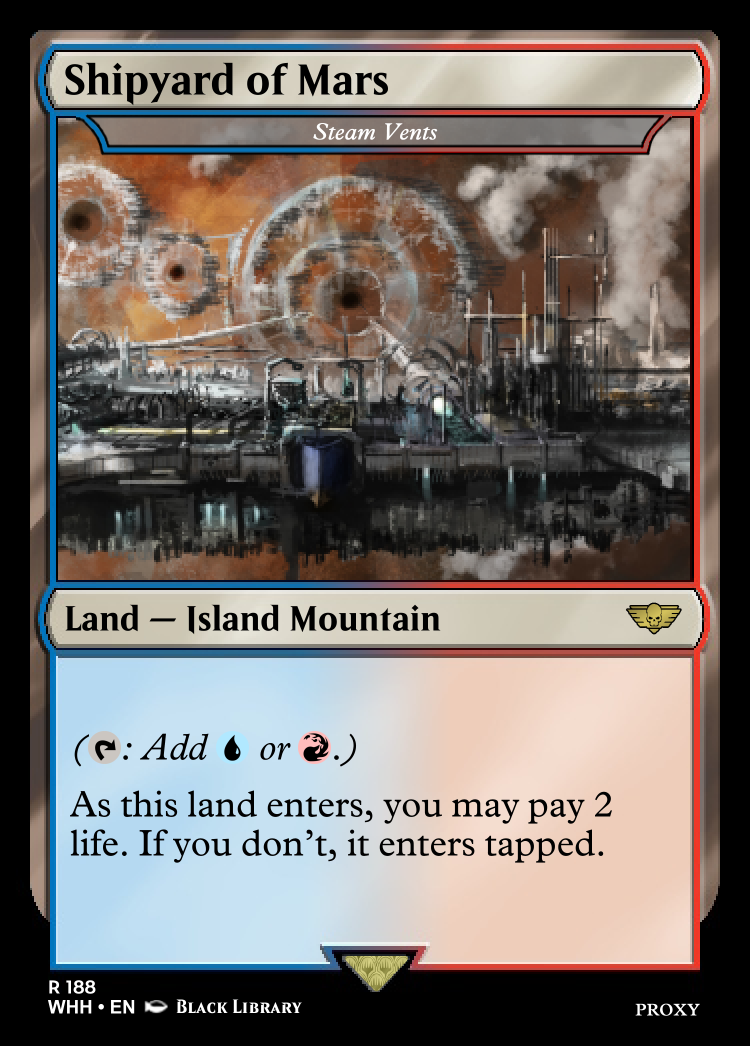 Shipyard of Mars
Steam Vents
Land — Island Mountain
( : Add  or .)
As this land enters, you may pay 2
life. If you don't, it enters tapped.
R 188
WHH • EN BLACK LIBRARY
PROXY